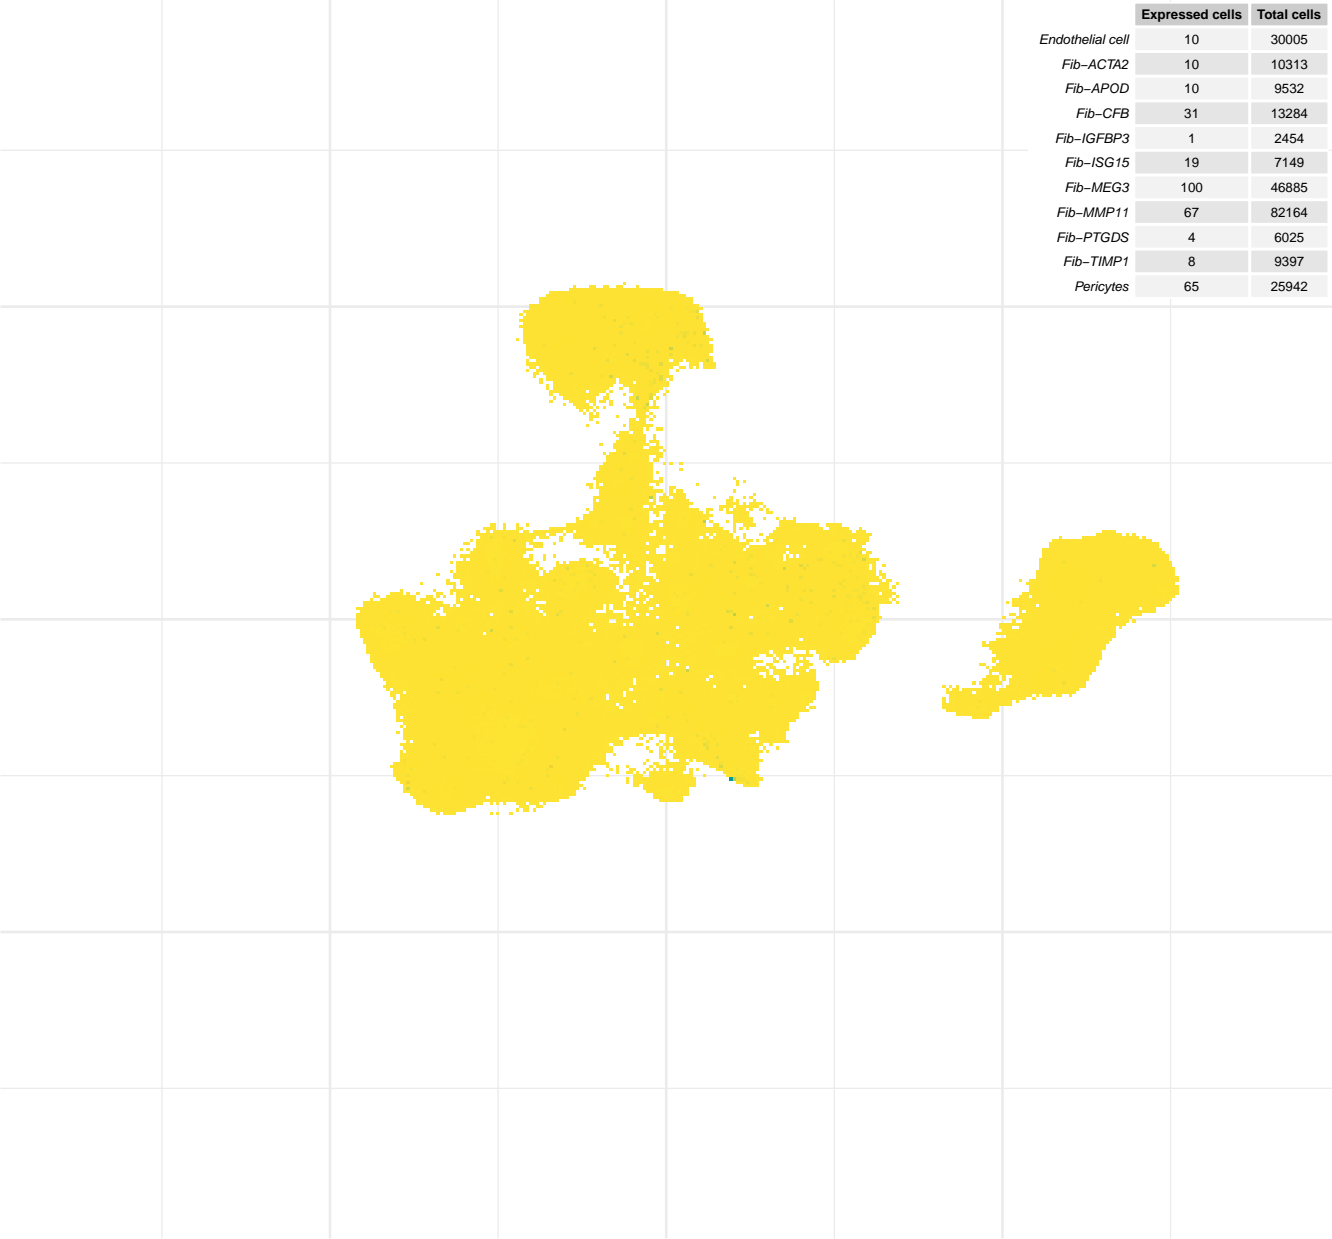 Expressed cells Total cells
Endothelial cell 10 30005
Fib−ACTA2 10 10313
Fib−APOD 10 9532
Fib−CFB 31 13284
Fib−IGFBP3 1 2454
Fib−ISG15 19 7149
Fib−MEG3 100 46885
Fib−MMP11 67 82164
Fib−PTGDS 4 6025
Fib−TIMP1 8 9397
Pericytes 65 25942